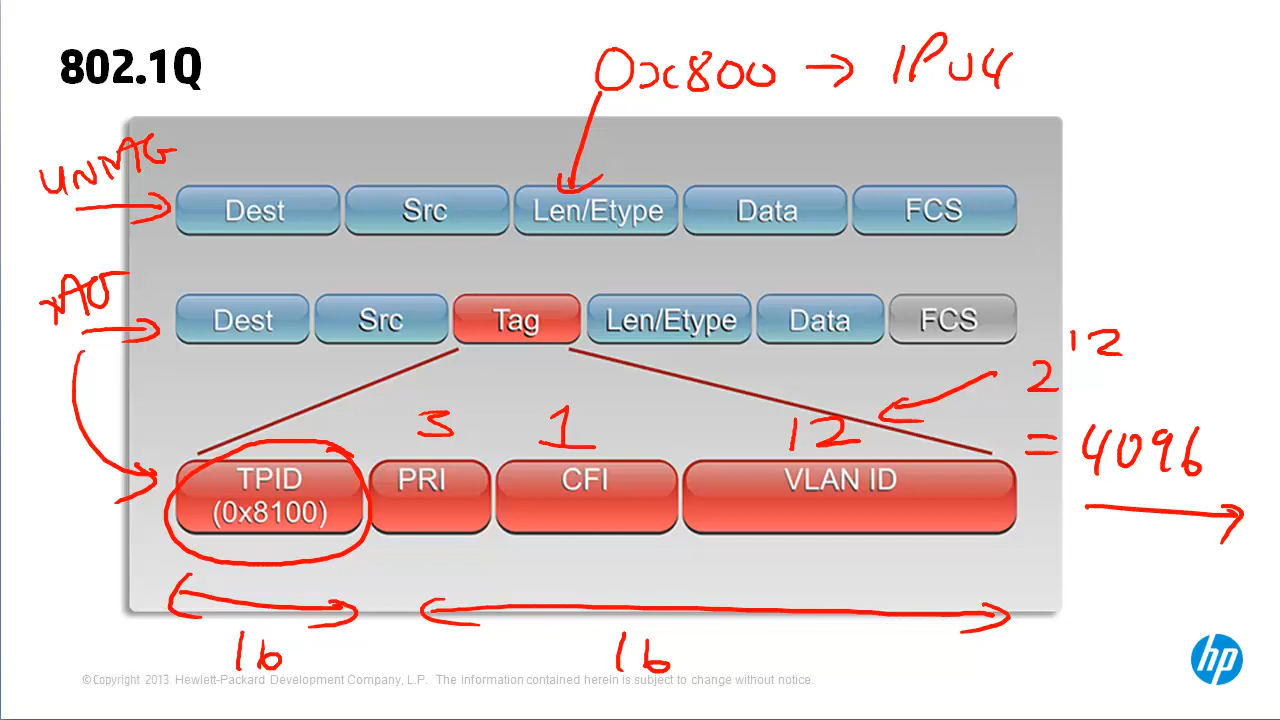 802.1Q
0x800 → IPv4
UNTAG
Dest Src Len/Etype Data FCS
TAG
Dest Src Tag Len/Etype Data FCS
2^12
3 1 12
= 4096
TPID PRI CFI VLAN ID
(0x8100)
16 16
hp
©Copyright 2013 Hewlett-Packard Development Company, L.P. The information contained herein is subject to change without notice.